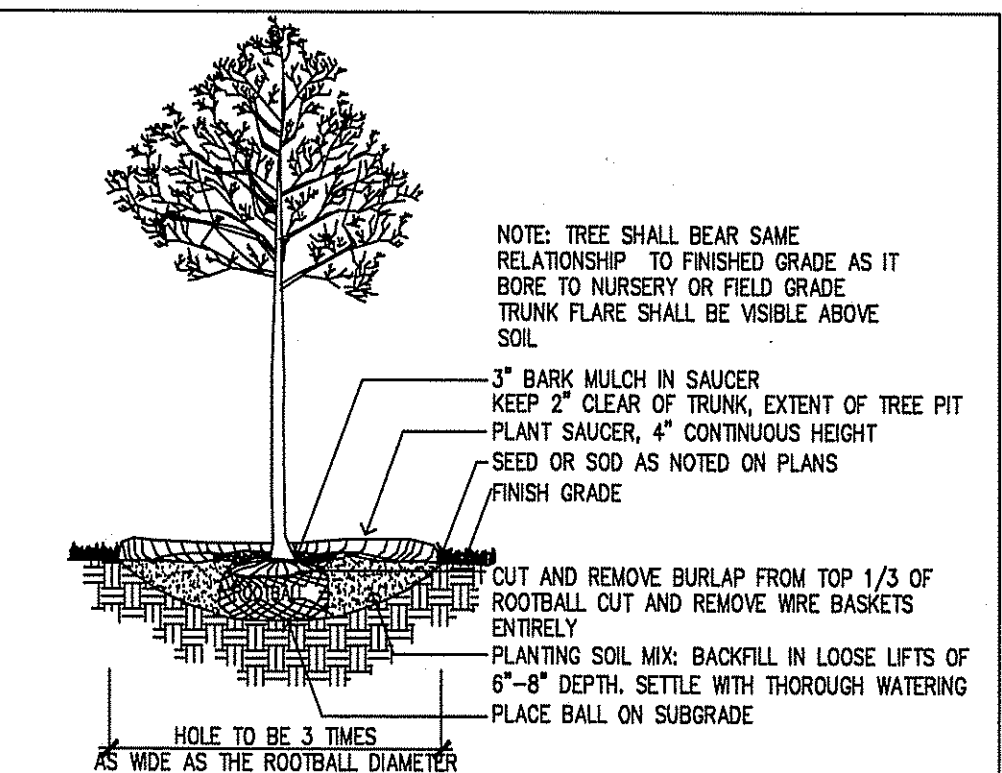 NOTE: TREE SHALL BEAR SAME
RELATIONSHIP TO FINISHED GRADE AS IT
BORE TO NURSERY OR FIELD GRADE
TRUNK FLARE SHALL BE VISIBLE ABOVE
SOIL
3" BARK MULCH IN SAUCER
KEEP 2" CLEAR OF TRUNK, EXTENT OF TREE PIT
PLANT SAUCER, 4" CONTINUOUS HEIGHT
SEED OR SOD AS NOTED ON PLANS
FINISH GRADE
ROOTBALL
CUT AND REMOVE BURLAP FROM TOP 1/3 OF
ROOTBALL CUT AND REMOVE WIRE BASKETS
ENTIRELY
PLANTING SOIL MIX: BACKFILL IN LOOSE LIFTS OF
6"-8" DEPTH. SETTLE WITH THOROUGH WATERING
PLACE BALL ON SUBGRADE
HOLE TO BE 3 TIMES
AS WIDE AS THE ROOTBALL DIAMETER